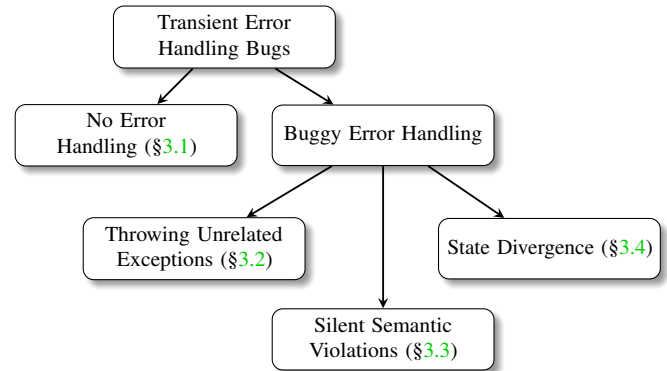 Transient Error
Handling Bugs
No Error
Handling (§3.1)
Buggy Error Handling
Throwing Unrelated
Exceptions (§3.2)
State Divergence (§3.4)
Silent Semantic
Violations (§3.3)